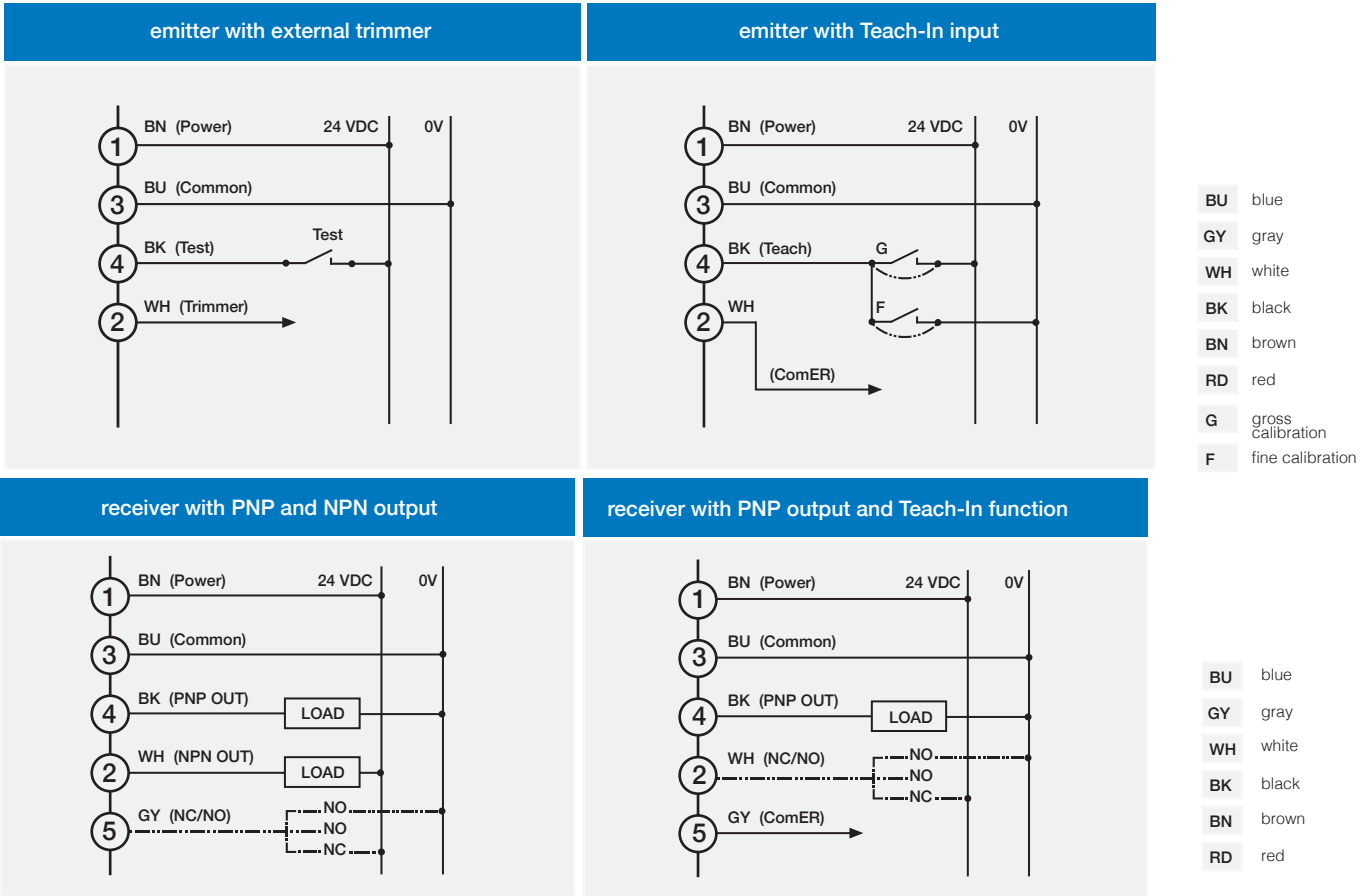 emitter with external trimmer
BN (Power)
24 VDC
0V
1
BU (Common)
3
BK (Test)
Test
4
WH (Trimmer)
2
emitter with Teach-In input
BN (Power)
24 VDC
0V
1
BU (Common)
3
BK (Teach)
G
4
WH
F
2
(ComER)
BU blue
GY gray
WH white
BK black
BN brown
RD red
G gross
calibration
F fine calibration
receiver with PNP and NPN output
BN (Power)
24 VDC
0V
1
BU (Common)
3
BK (PNP OUT)
LOAD
4
WH (NPN OUT)
LOAD
2
GY (NC/NO)
NO
NO
NC
5
receiver with PNP output and Teach-In function
BN (Power)
24 VDC
0V
1
BU (Common)
3
BK (PNP OUT)
LOAD
4
WH (NC/NO)
NO
NO
NC
2
GY (ComER)
5
BU blue
GY gray
WH white
BK black
BN brown
RD red